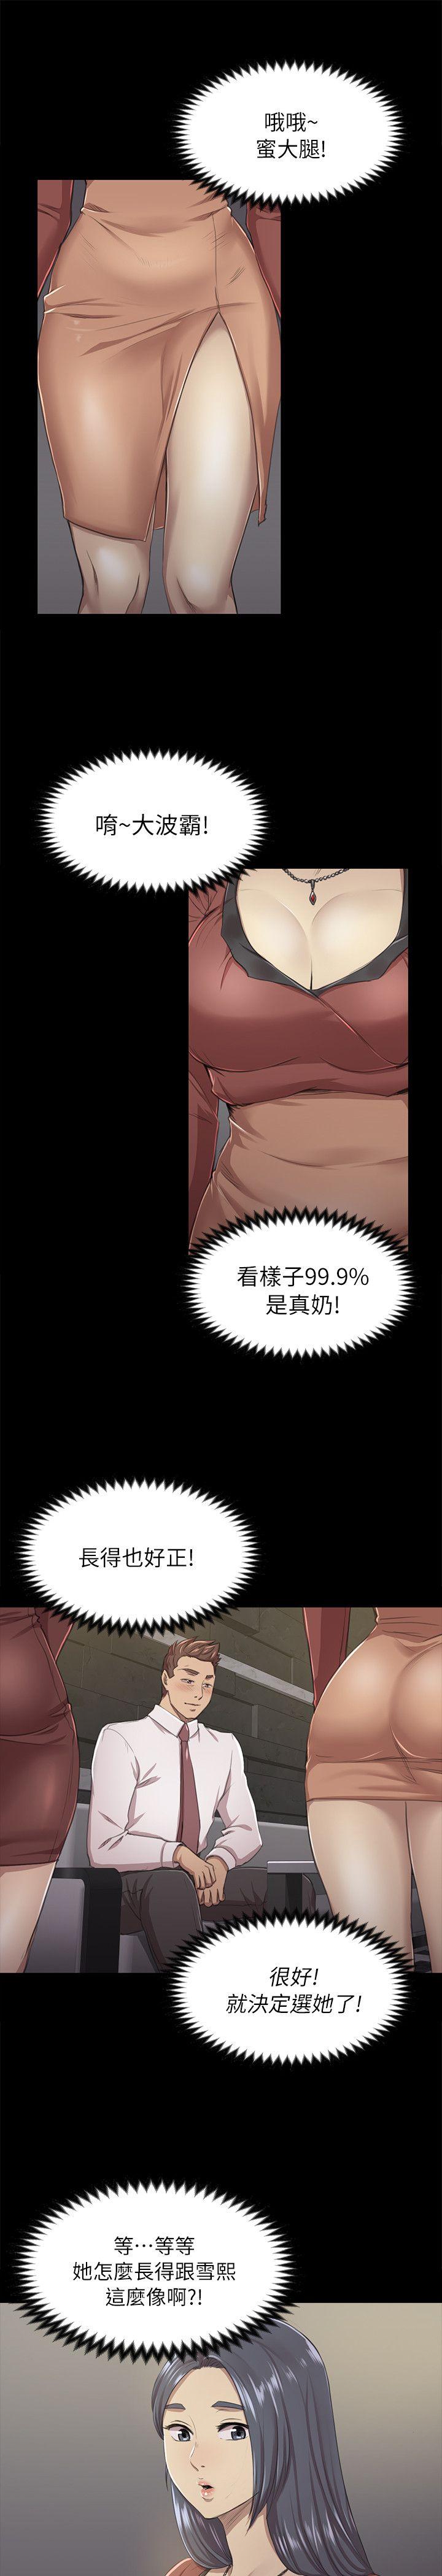 哦哦~
蜜大腿!
唷~大波霸!
看樣子99.9%
是真奶!
長得也好正!
很好!
就決定選她了!
等⋯等等
她怎麼長得跟雪熙
這麼像啊?!